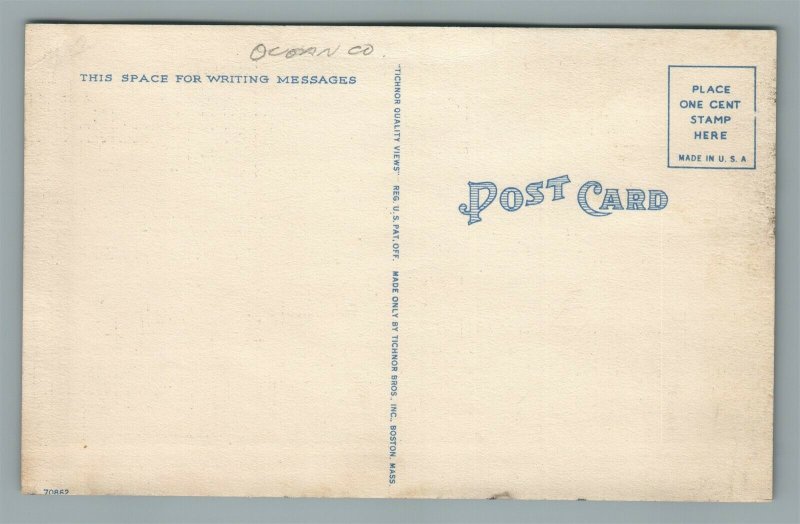 OCEAN CO.
THIS SPACE FOR WRITING MESSAGES
"TICHNOR QUALITY VIEWS" REG. U. S. PAT. OFF. MADE ONLY BY TICHNOR BROS., INC., BOSTON, MASS.
PLACE
ONE CENT
STAMP
HERE
MADE IN U. S. A
POST CARD
70862